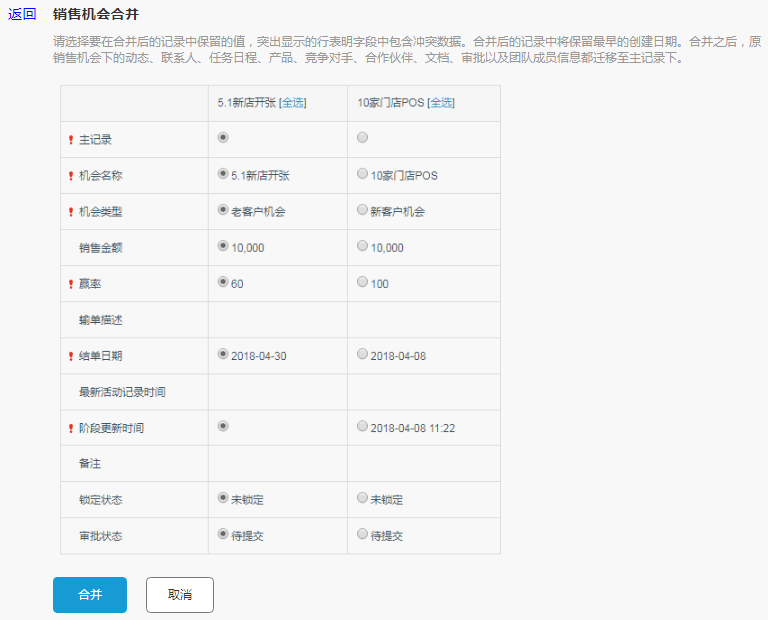 返回 销售机会合并
请选择要在合并后的记录中保留的值，突出显示的行表明字段中包含冲突数据。合并后的记录中将保留最早的创建日期。合并之后，原
销售机会下的动态、联系人、任务日程、产品、竞争对手、合作伙伴、文档、审批以及团队成员信息都迁移至主记录下。
5.1新店开张 [全选] 10家门店POS [全选]
主记录
机会名称 5.1新店开张 10家门店POS
机会类型 老客户机会 新客户机会
销售金额 10,000 10,000
赢率 60 100
输单描述
结单日期 2018-04-30 2018-04-08
最新活动记录时间
阶段更新时间 2018-04-08 11:22
备注
锁定状态 未锁定 未锁定
审批状态 待提交 待提交
合并 取消